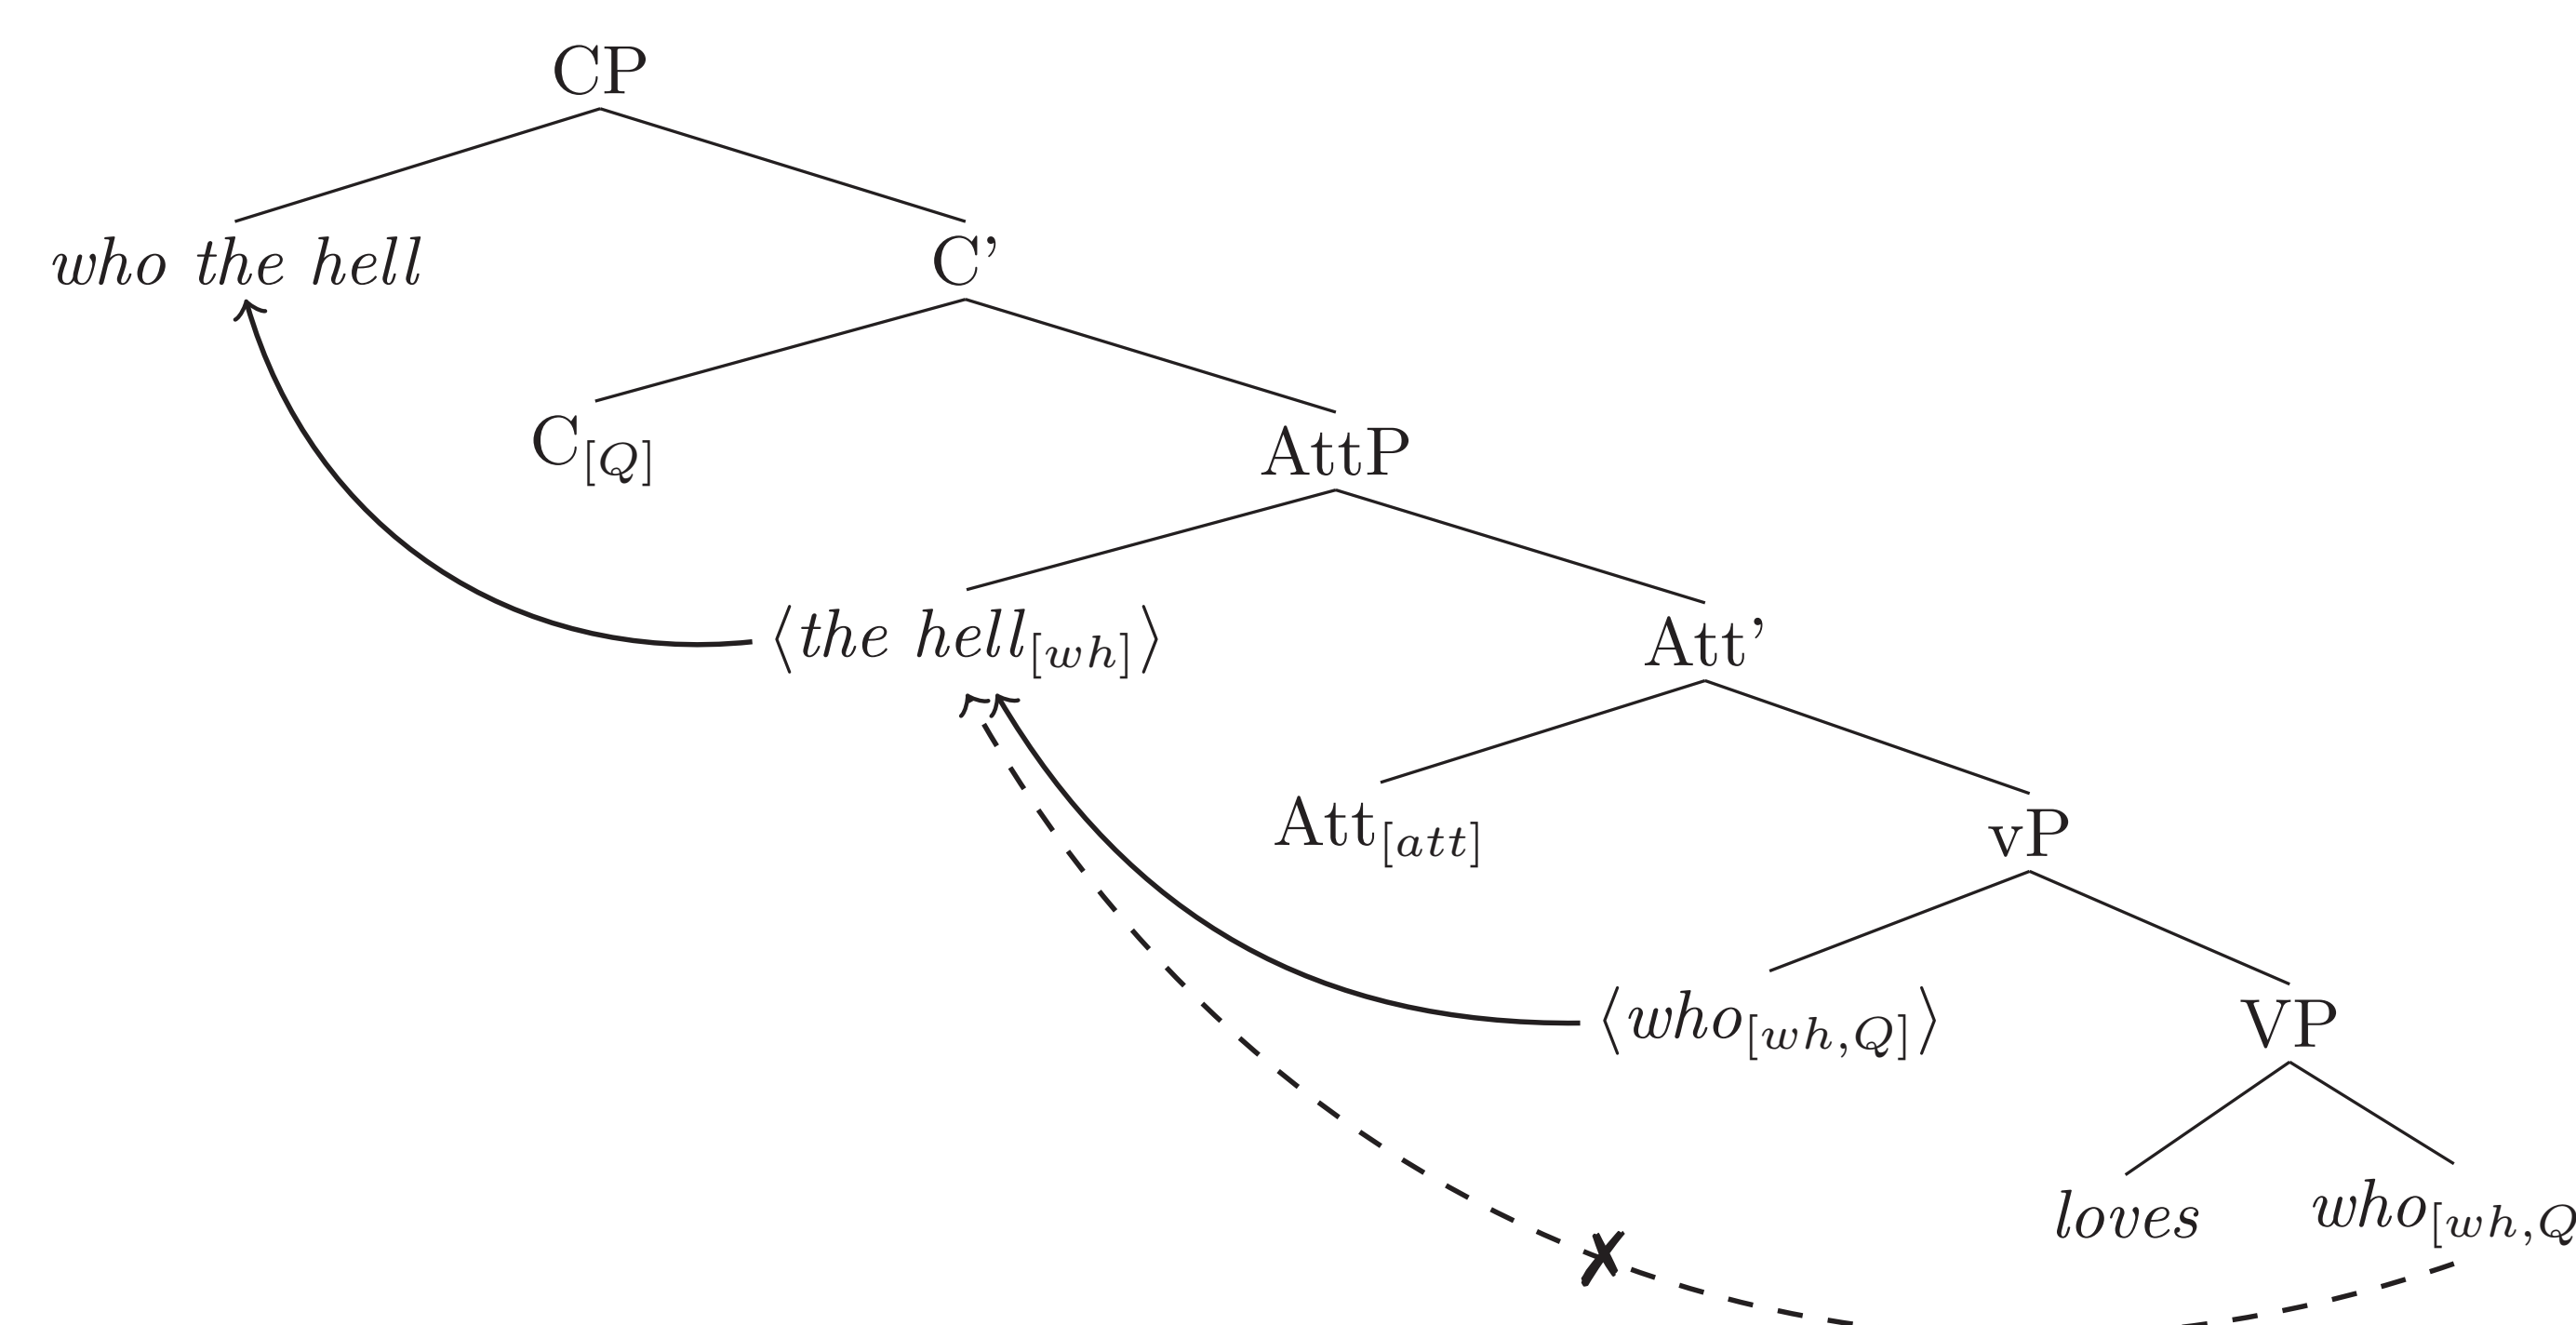 CP
who the hell C’
C[Q] AttP
⟨the hell[wh]⟩ Att’
Att[att] vP
⟨who[wh,Q]⟩ VP
✗ loves who[wh,Q